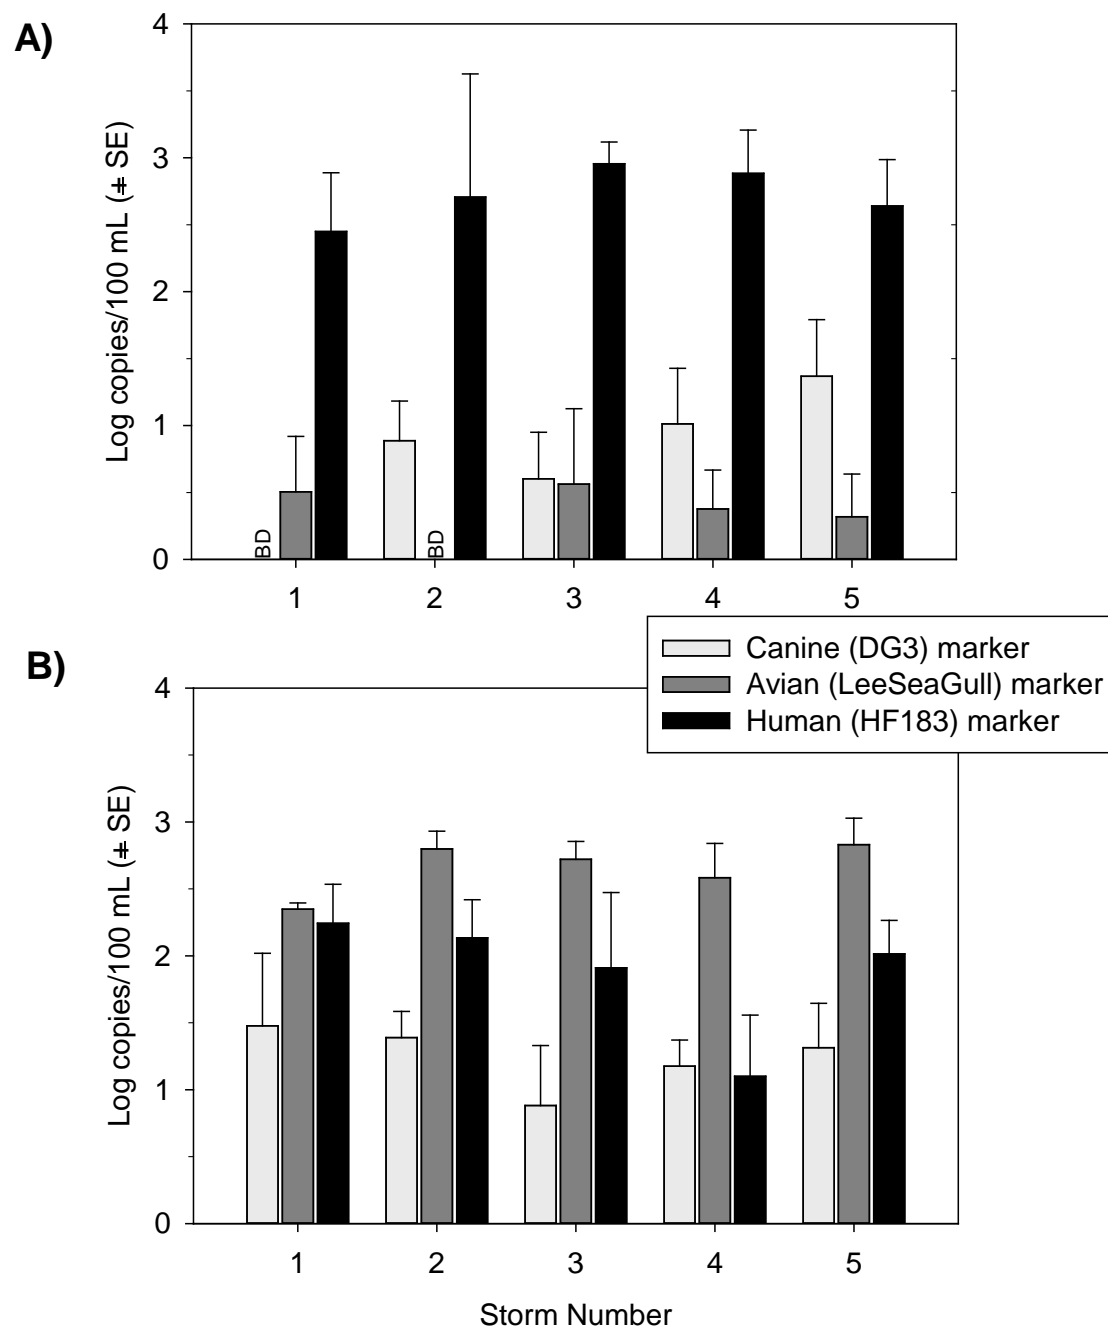 A)
Log copies/100 mL (± SE)
4
3
2
1
0
BD
BD
1 2 3 4 5
Canine (DG3) marker
Avian (LeeSeaGull) marker
Human (HF183) marker
B)
Log copies/100 mL (± SE)
4
3
2
1
0
1 2 3 4 5
Storm Number